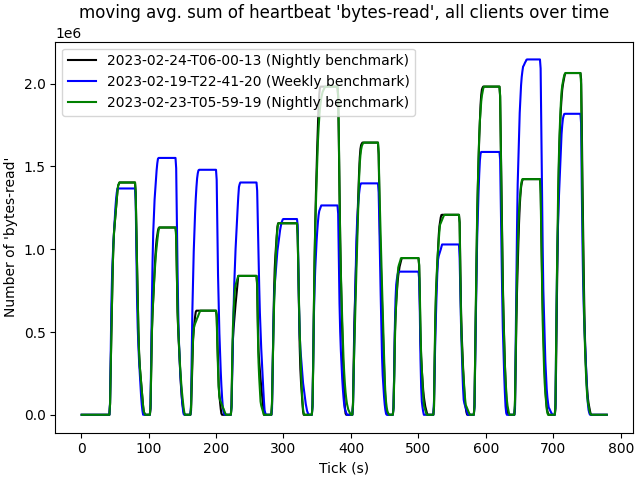 moving avg. sum of heartbeat 'bytes-read', all clients over time
1e6
2023-02-24-T06-00-13 (Nightly benchmark)
2023-02-19-T22-41-20 (Weekly benchmark)
2023-02-23-T05-59-19 (Nightly benchmark)
Number of 'bytes-read'
2.0
1.5
1.0
0.5
0.0
0 100 200 300 400 500 600 700 800
Tick (s)